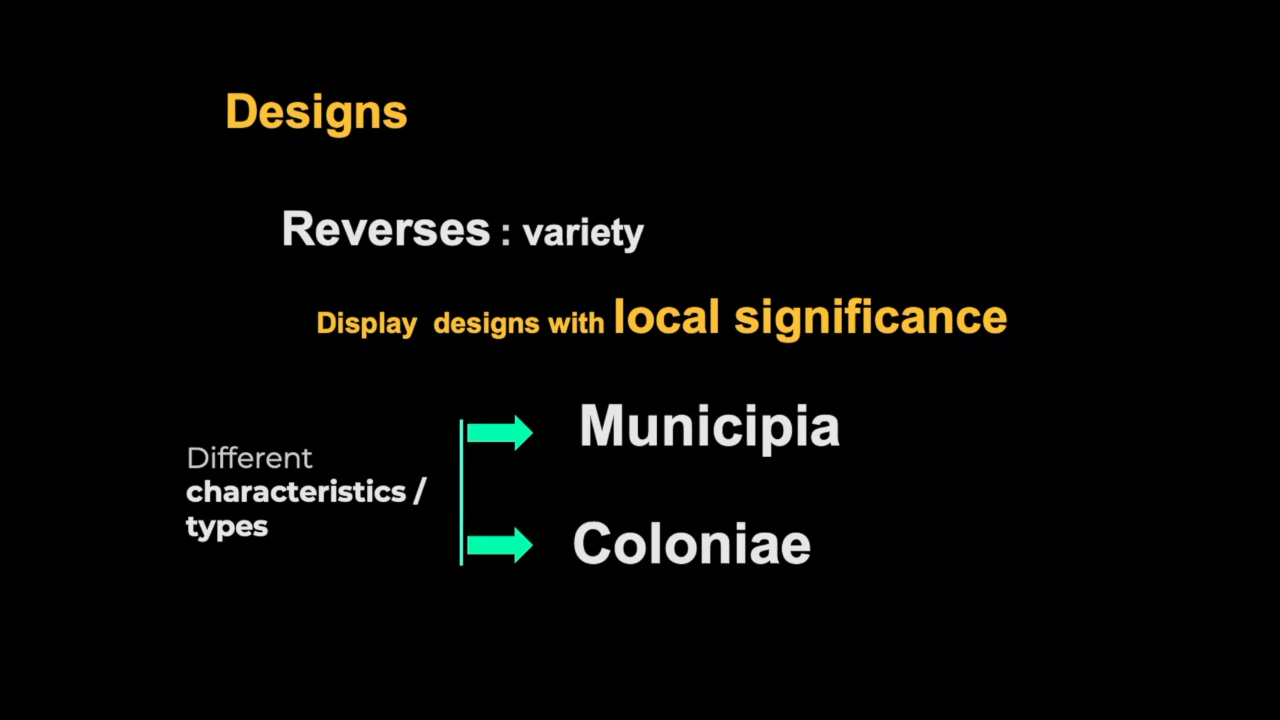 Designs
Reverses : variety
Display designs with local significance
Different
characteristics /
types
Municipia
Coloniae